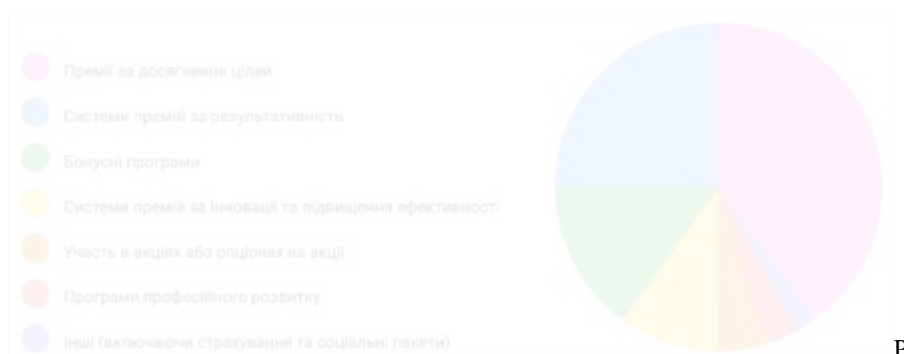 Премії за досягнення цілей
Системи премій за результативність
Бонусні програми
Системи премій за інновації та підвищення ефективності
Участь в акціях або опціонах на акції
Програми професійного розвитку
Інші (включаючи страхування та соціальні пакети)
Р